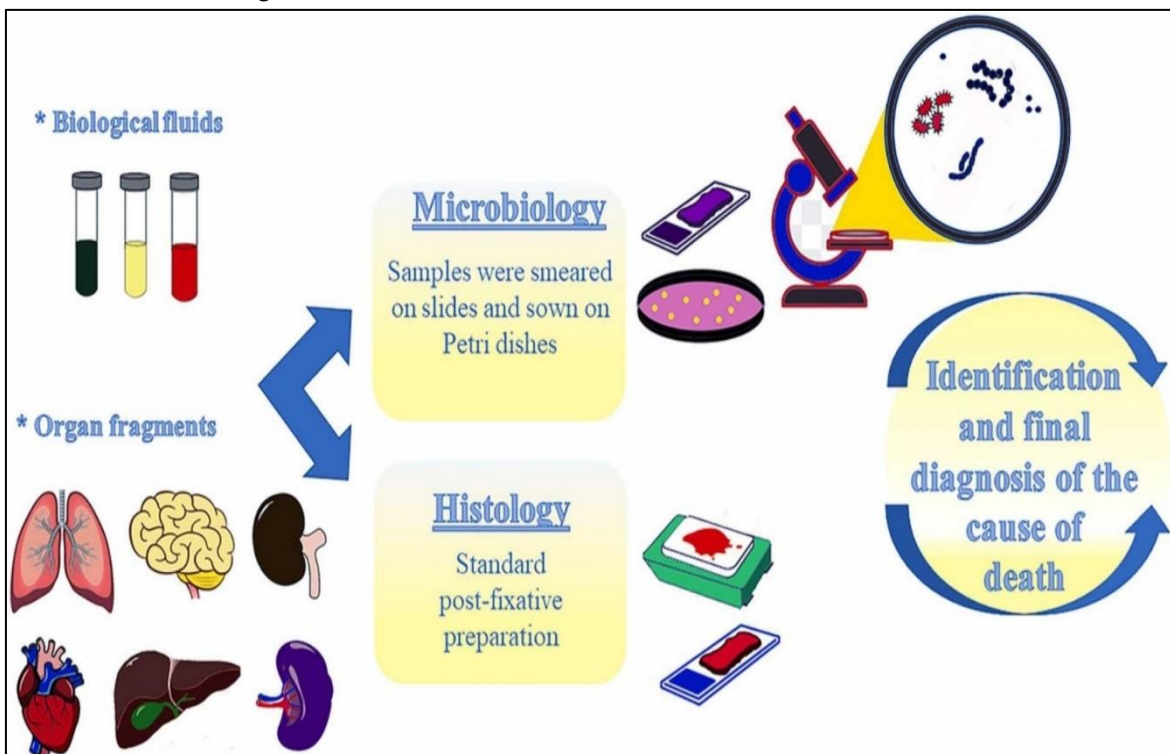 * Biological fluids
* Organ fragments
Microbiology
Samples were smeared
on slides and sown on
Petri dishes
Histology
Standard
post-fixative
preparation
Identification
and final
diagnosis of the
cause of
death